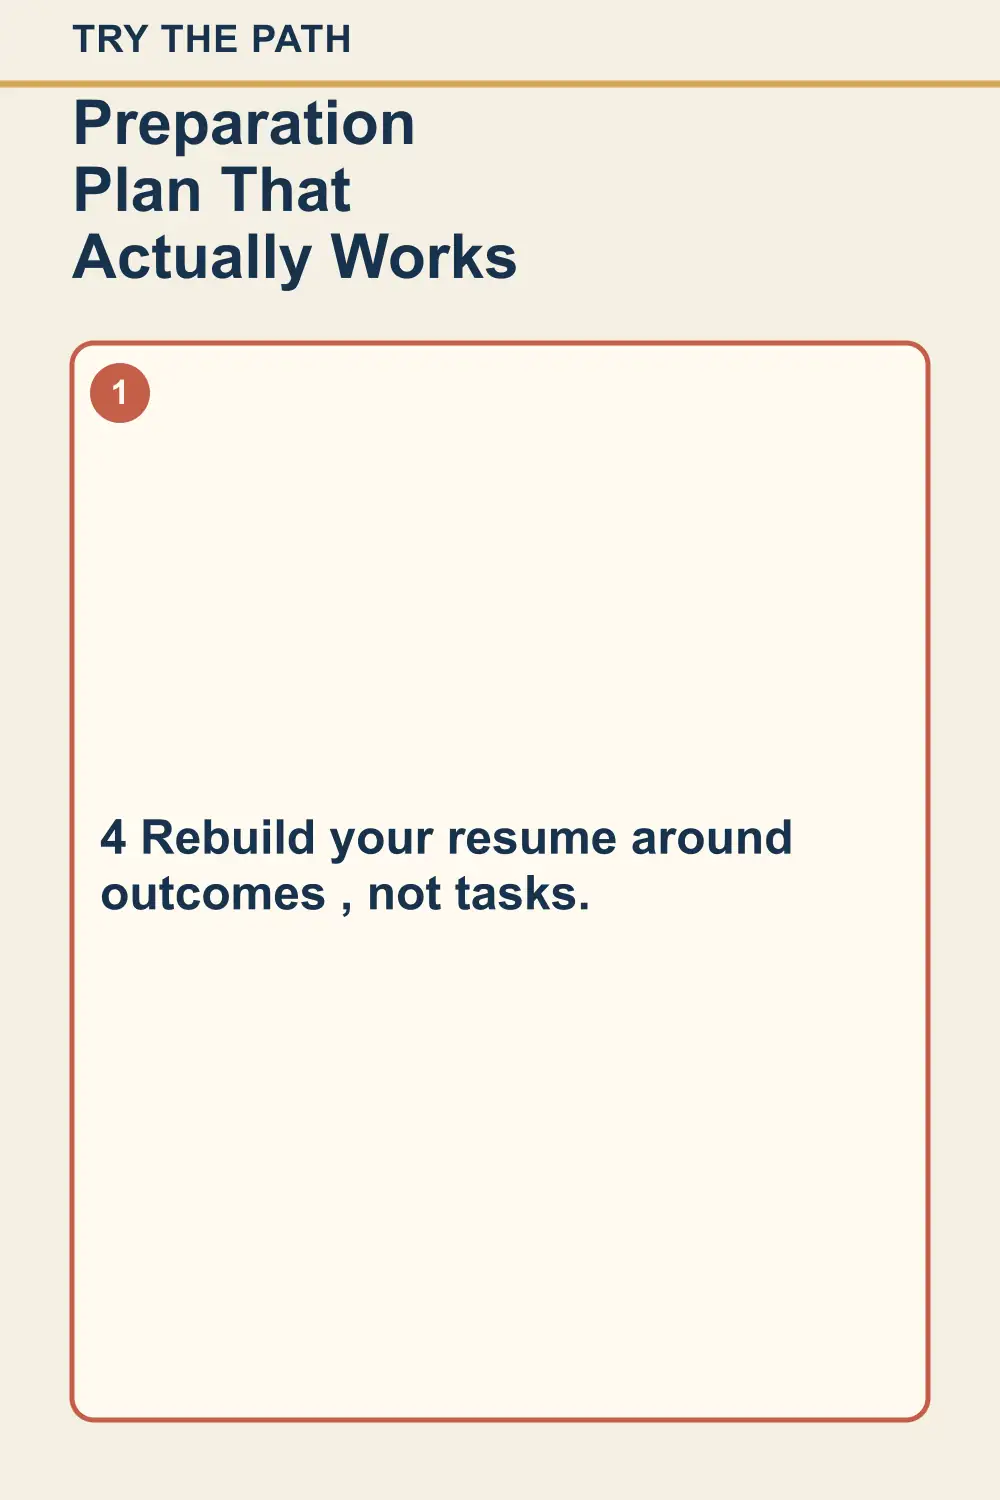 TRY THE PATH
Preparation
Plan That
Actually Works
1
4 Rebuild your resume around
outcomes , not tasks.